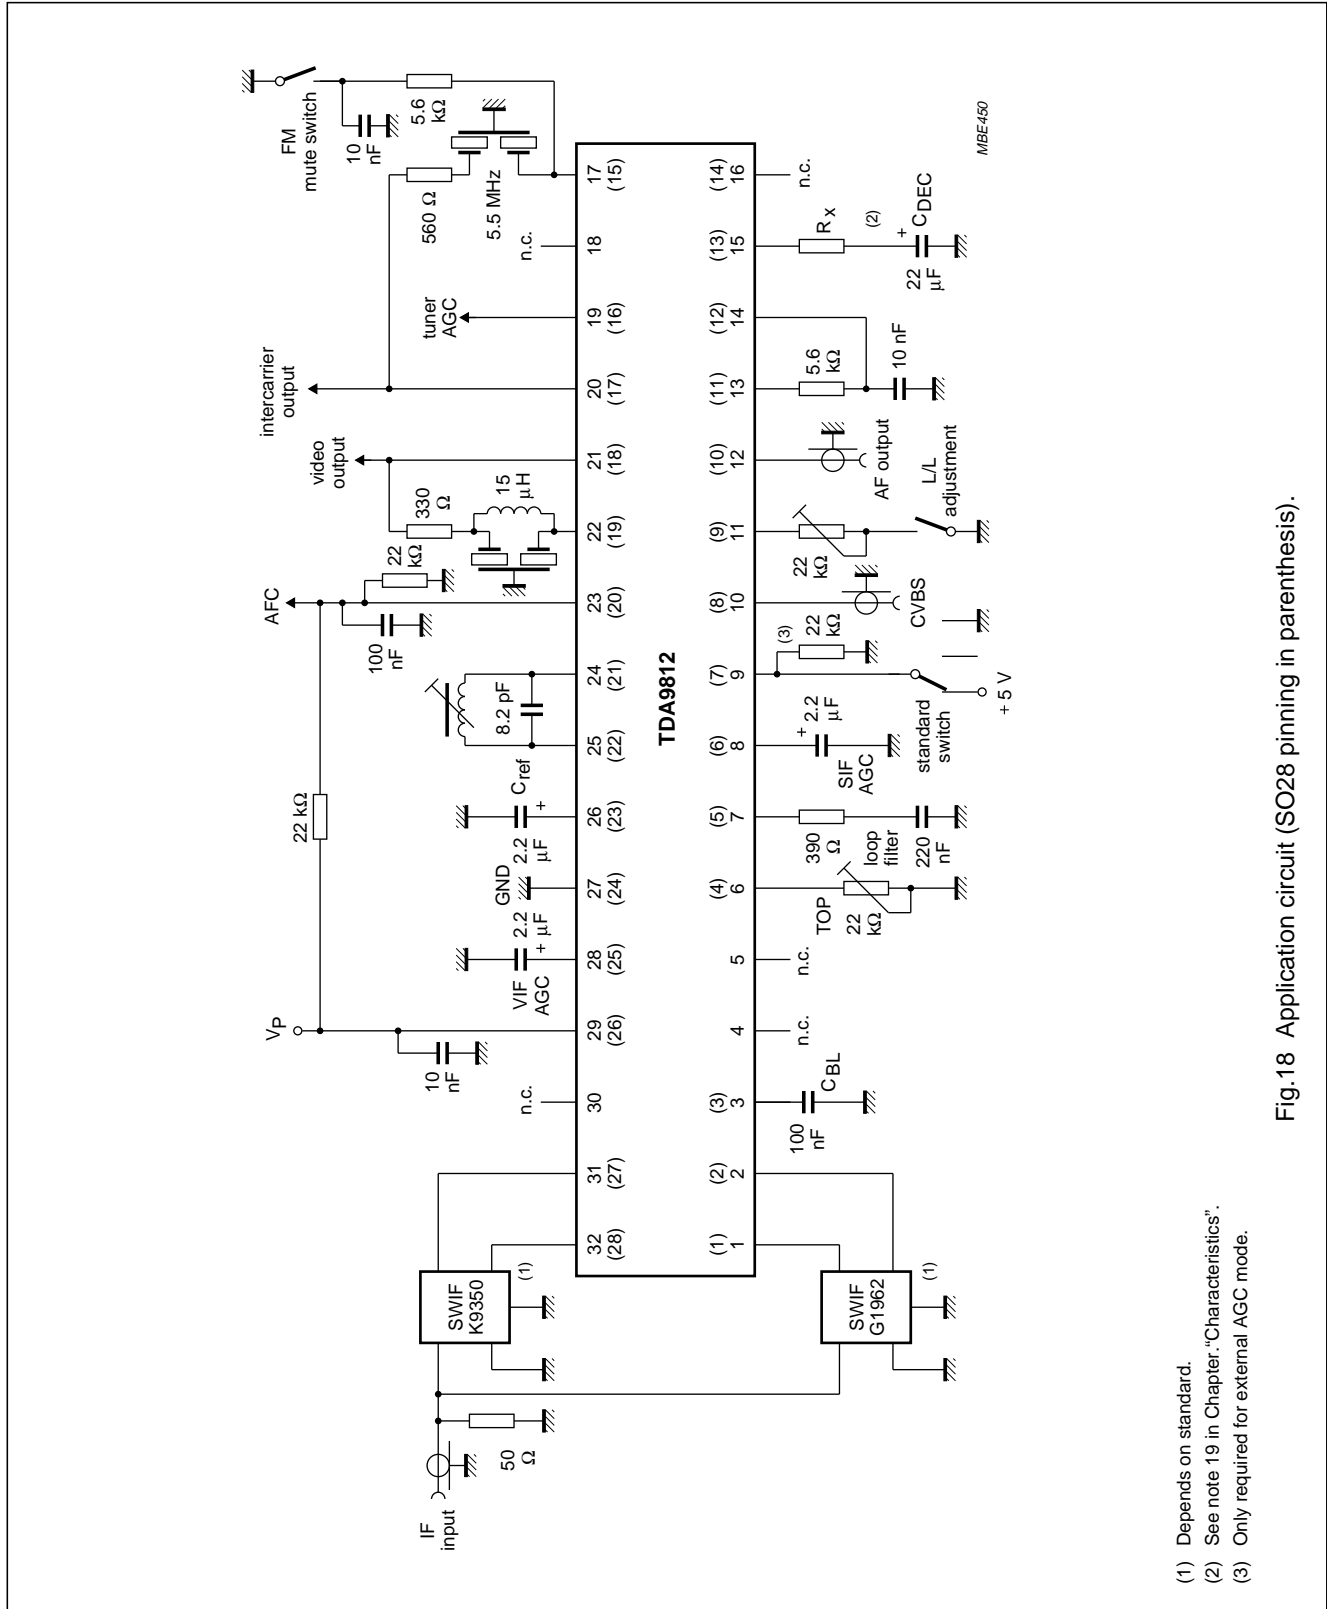 IF
input
50
Ω
SWIF
K9350
(1)
SWIF
G1962
(1)
VP
10
nF
22 kΩ
VIF
AGC
2.2
μF
+
GND
2.2
μF
+
Cref
8.2 pF
AFC
100
nF
22
kΩ
330
Ω
15
μH
video
output
intercarrier
output
tuner
AGC
n.c.
n.c.
560 Ω
5.5 MHz
5.6
kΩ
10
nF
FM
mute switch
32
(28)
31
(27)
30
29
(26)
28
(25)
27
(24)
26
(23)
25
(22)
24
(21)
23
(20)
22
(19)
21
(18)
20
(17)
19
(16)
18
17
(15)
TDA9812
(1)
1
(2)
2
(3)
3
4
5
(4)
6
(5)
7
(6)
8
(7)
9
(8)
10
(9)
11
(10)
12
(11)
13
(12)
14
(13)
15
(14)
16
100
nF
CBL
n.c.
n.c.
TOP
22
kΩ
390
Ω
loop
filter
220
nF
SIF
AGC
+
2.2
μF
standard
switch
+ 5 V
(3)
22
kΩ
CVBS
22
kΩ
L/L
adjustment
AF output
5.6
kΩ
10 nF
22
μF
+
CDEC
Rx
(2)
n.c.
MBE450
(1) Depends on standard.
(2) See note 19 in Chapter.“Characteristics”.
(3) Only required for external AGC mode.
Fig.18 Application circuit (SO28 pinning in parenthesis).